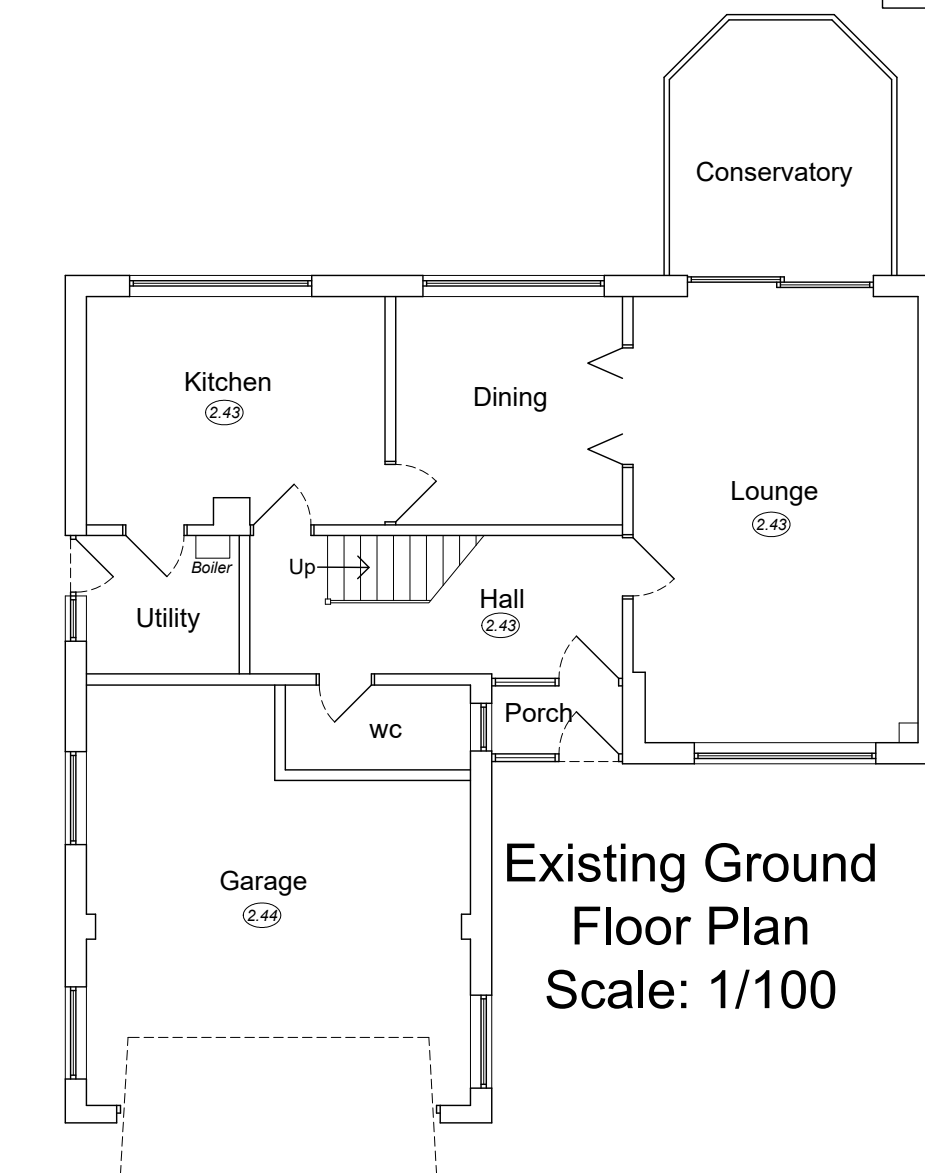 Conservatory
Kitchen
2.43
Dining
Lounge
2.43
Boiler
Up
Utility
Hall
2.43
Porch
wc
Garage
2.44
Existing Ground
Floor Plan
Scale: 1/100